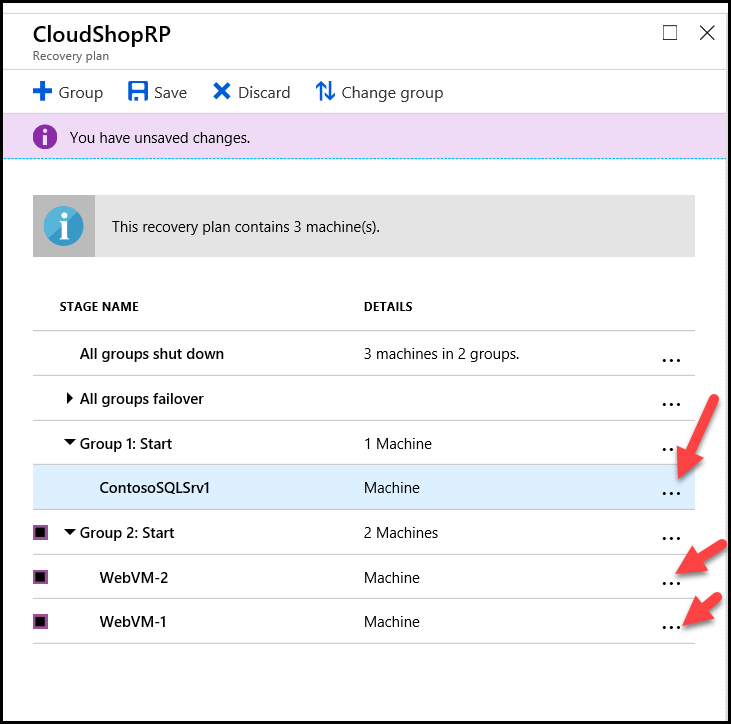 CloudShopRP
Recovery plan
Group Save Discard Change group
You have unsaved changes.
This recovery plan contains 3 machine(s).
STAGE NAME DETAILS
All groups shut down 3 machines in 2 groups. ...
All groups failover ...
Group 1: Start 1 Machine ...
ContosoSQLSrv1 Machine ...
Group 2: Start 2 Machines ...
WebVM-2 Machine ...
WebVM-1 Machine ...